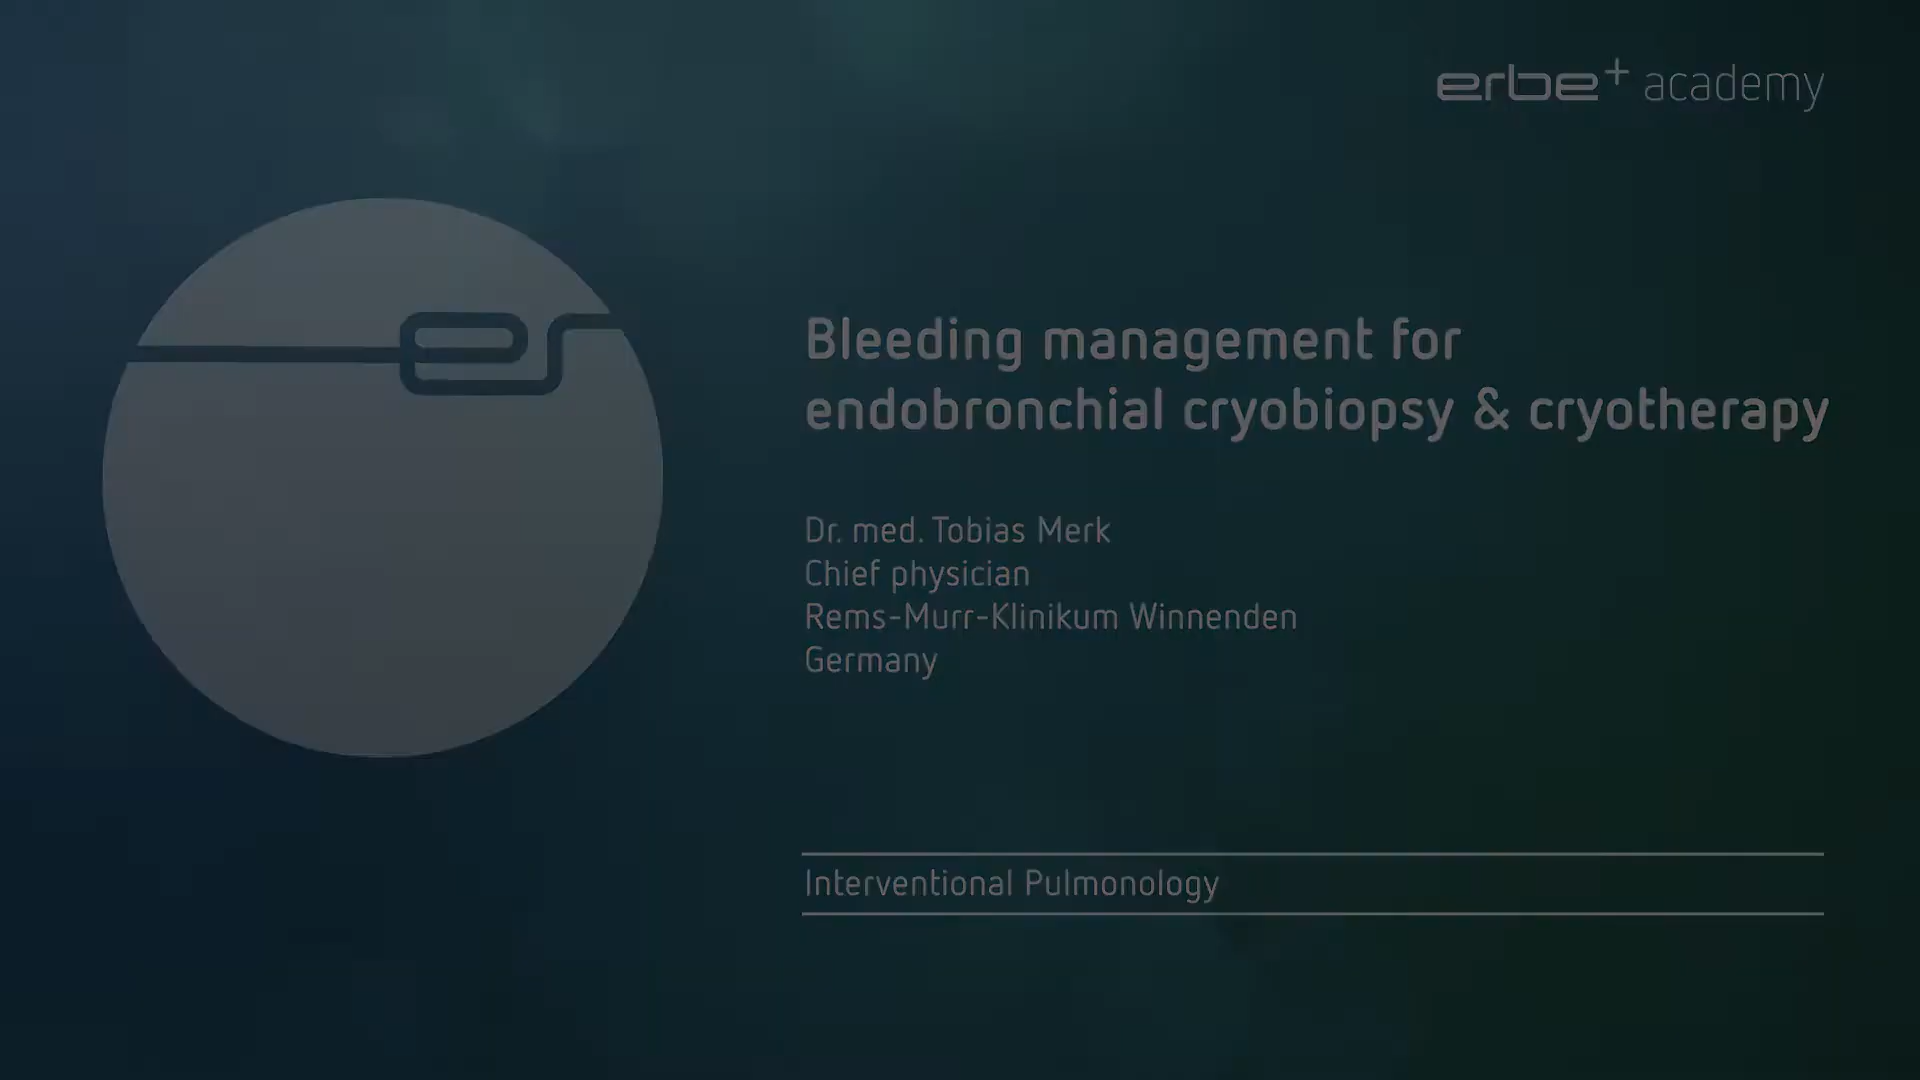 erbe+ academy
Bleeding management for
endobronchial cryobiopsy & cryotherapy
Dr. med. Tobias Merk
Chief physician
Rems-Murr-Klinikum Winnenden
Germany
Interventional Pulmonology